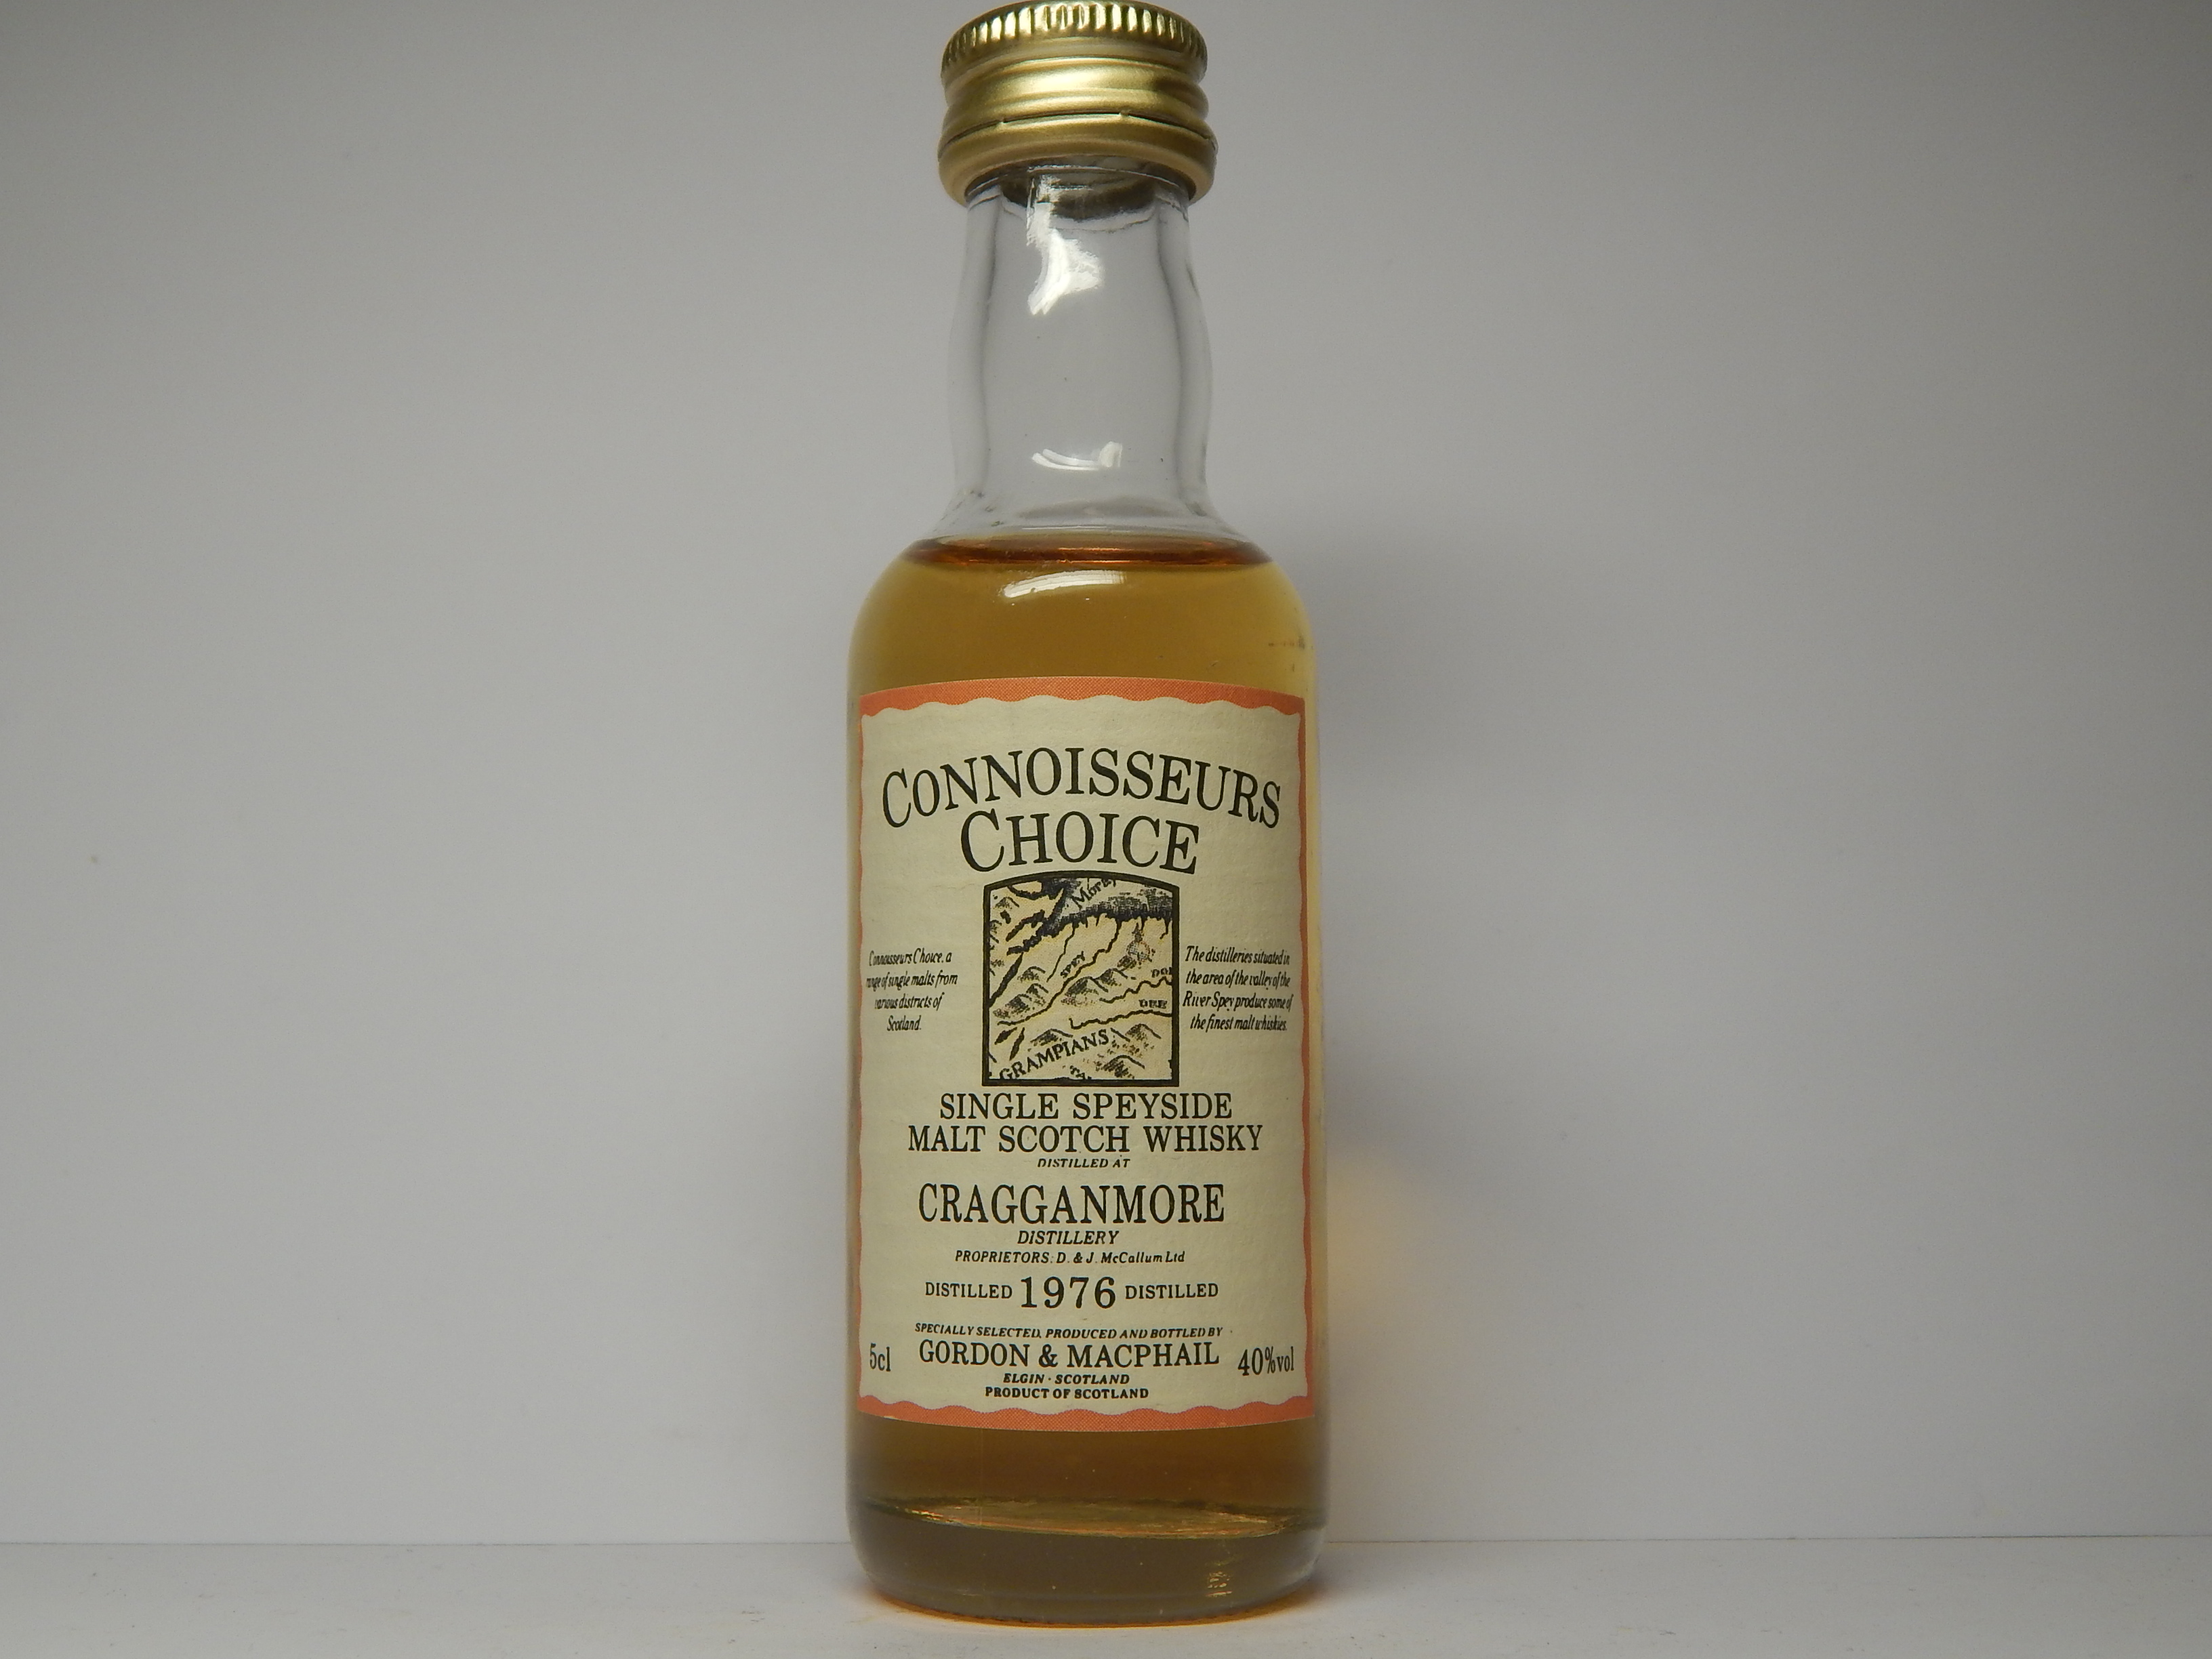 CONNOISSEURS
CHOICE
Moray
SPEY
DEE
GRAMPIANS
Connoisseurs Choice, a
range of single malts from
various districts of
Scotland.
The distilleries situated in
the area of the valley of the
River Spey produce some of
the finest malt whiskies.
SINGLE SPEYSIDE
MALT SCOTCH WHISKY
DISTILLED AT
CRAGGANMORE
DISTILLERY
PROPRIETORS: D. & J. McCallum Ltd
DISTILLED 1976 DISTILLED
SPECIALLY SELECTED, PRODUCED AND BOTTLED BY
5cl GORDON & MACPHAIL 40%vol
ELGIN · SCOTLAND
PRODUCT OF SCOTLAND